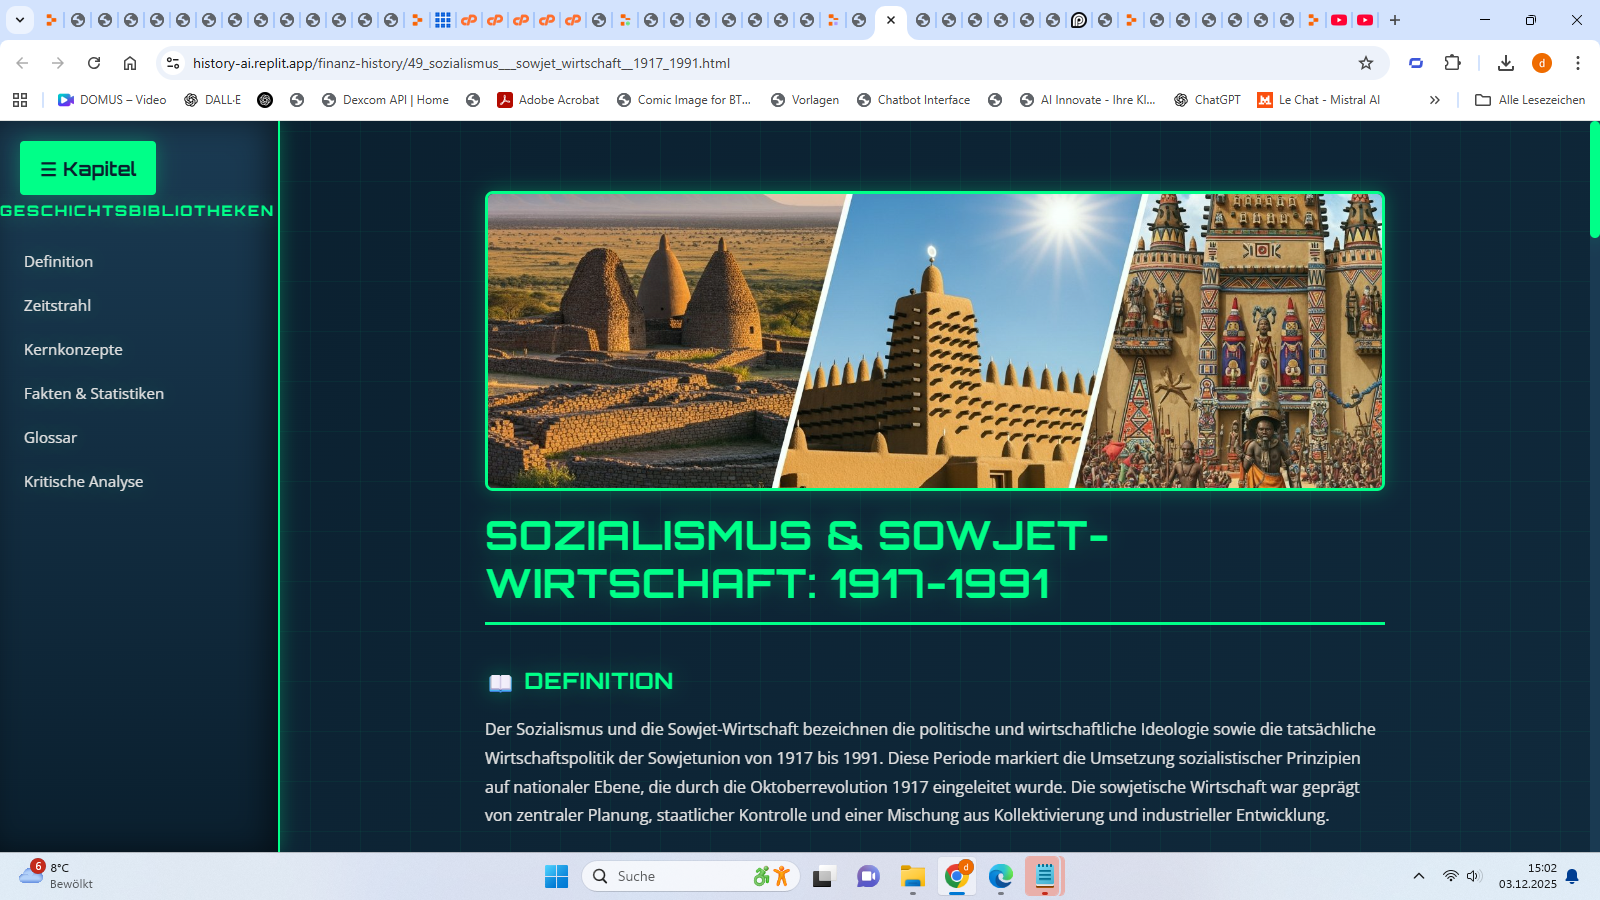 history-ai.replit.app/finanz-history/49_sozialismus___sowjet_wirtschaft__1917_1991.html
d
DOMUS – Video
DALL·E
Dexcom API | Home
Adobe Acrobat
Comic Image for BT...
Vorlagen
Chatbot Interface
AI Innovate - Ihre KI...
ChatGPT
Le Chat - Mistral AI
Alle Lesezeichen
☰ Kapitel
GESCHICHTSBIBLIOTHEKEN
Definition
Zeitstrahl
Kernkonzepte
Fakten & Statistiken
Glossar
Kritische Analyse
SOZIALISMUS & SOWJET-
WIRTSCHAFT: 1917-1991
DEFINITION
Der Sozialismus und die Sowjet-Wirtschaft bezeichnen die politische und wirtschaftliche Ideologie sowie die tatsächliche
Wirtschaftspolitik der Sowjetunion von 1917 bis 1991. Diese Periode markiert die Umsetzung sozialistischer Prinzipien
auf nationaler Ebene, die durch die Oktoberrevolution 1917 eingeleitet wurde. Die sowjetische Wirtschaft war geprägt
von zentraler Planung, staatlicher Kontrolle und einer Mischung aus Kollektivierung und industrieller Entwicklung.
6
8°C
Bewölkt
Suche
d
15:02
03.12.2025